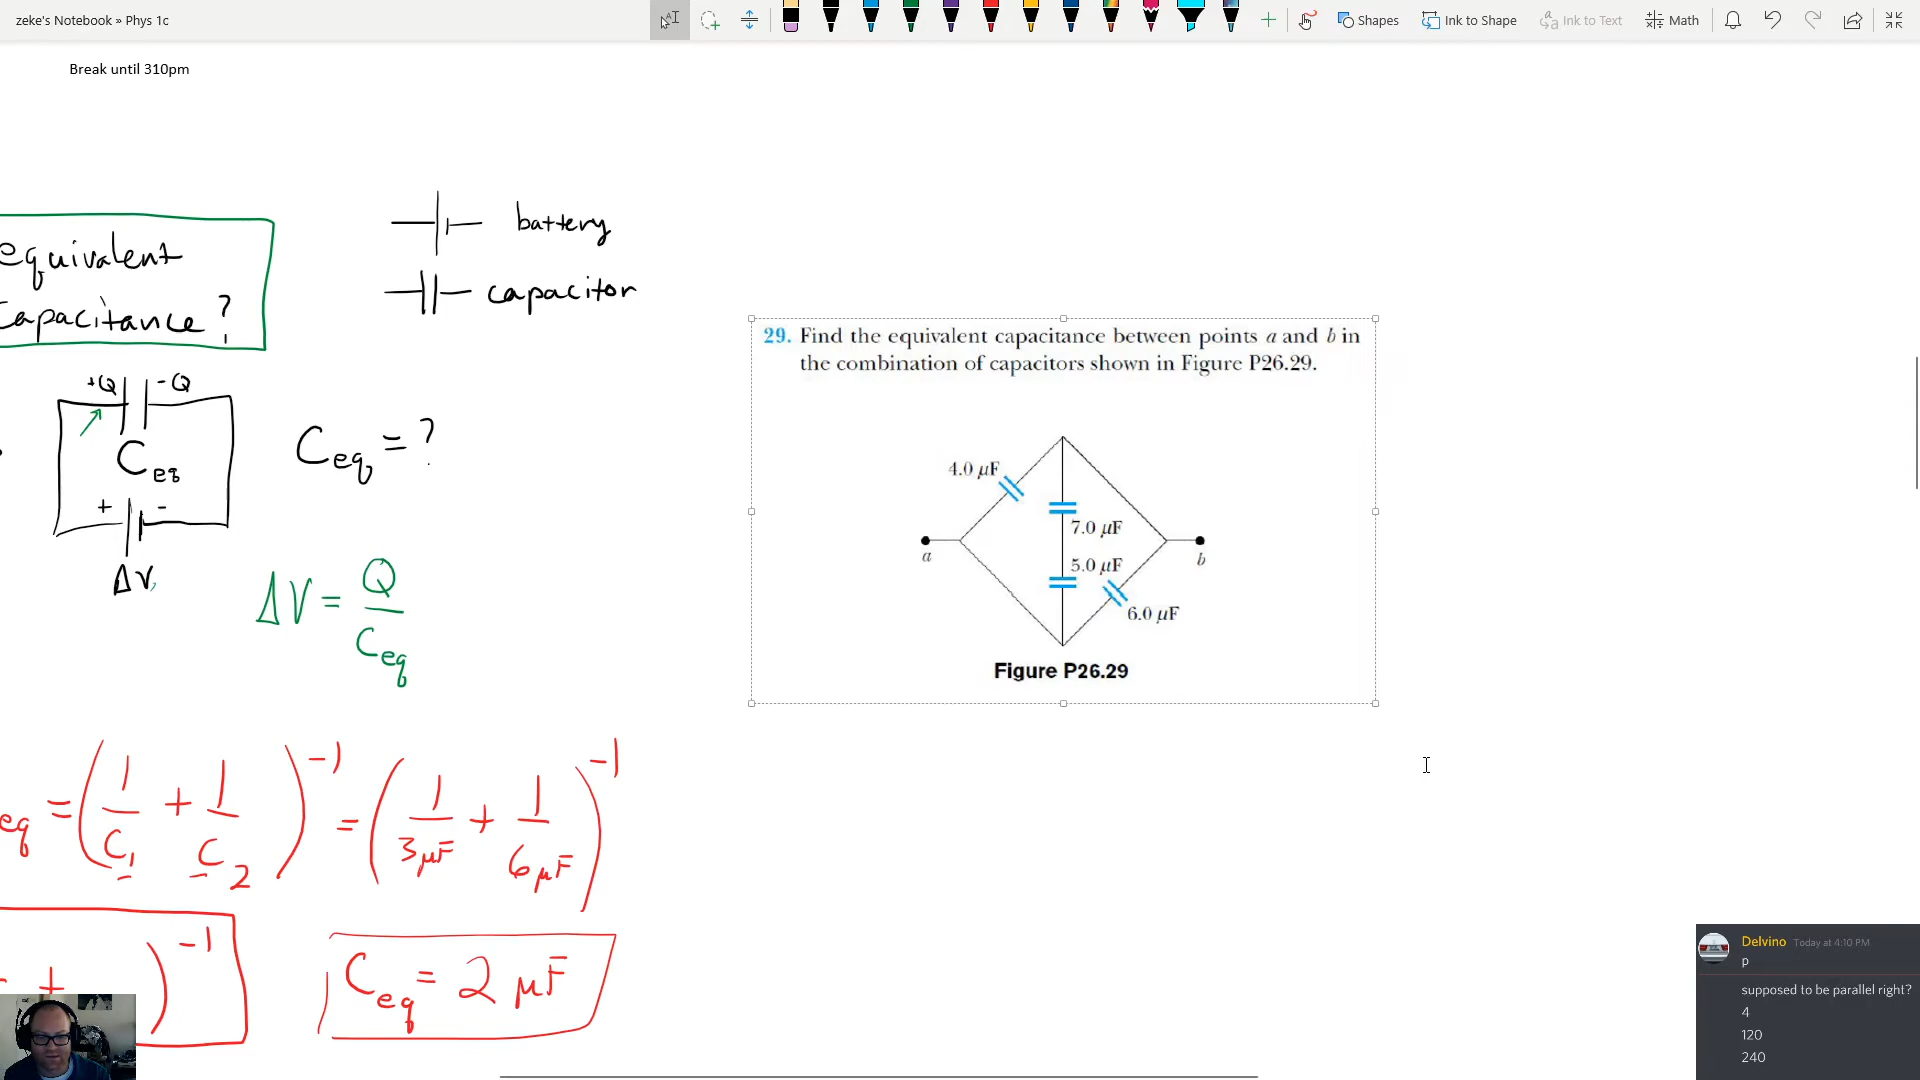 zeke's Notebook » Phys 1c
Shapes
Ink to Shape
Ink to Text
Math
Break until 310pm
equivalent
capacitance?
battery
capacitor
+Q
-Q
Ceq
+
-
ΔV
Ceq = ?
ΔV = Q / Ceq
29. Find the equivalent capacitance between points a and b in
the combination of capacitors shown in Figure P26.29.
4.0 µF
7.0 µF
5.0 µF
6.0 µF
a
b
Figure P26.29
eq = (1/C1 + 1/C2)^-1 = (1/3µF + 1/6µF)^-1
+ )^-1
Ceq = 2 µF
Delvino Today at 4:10 PM
p
supposed to be parallel right?
4
120
240